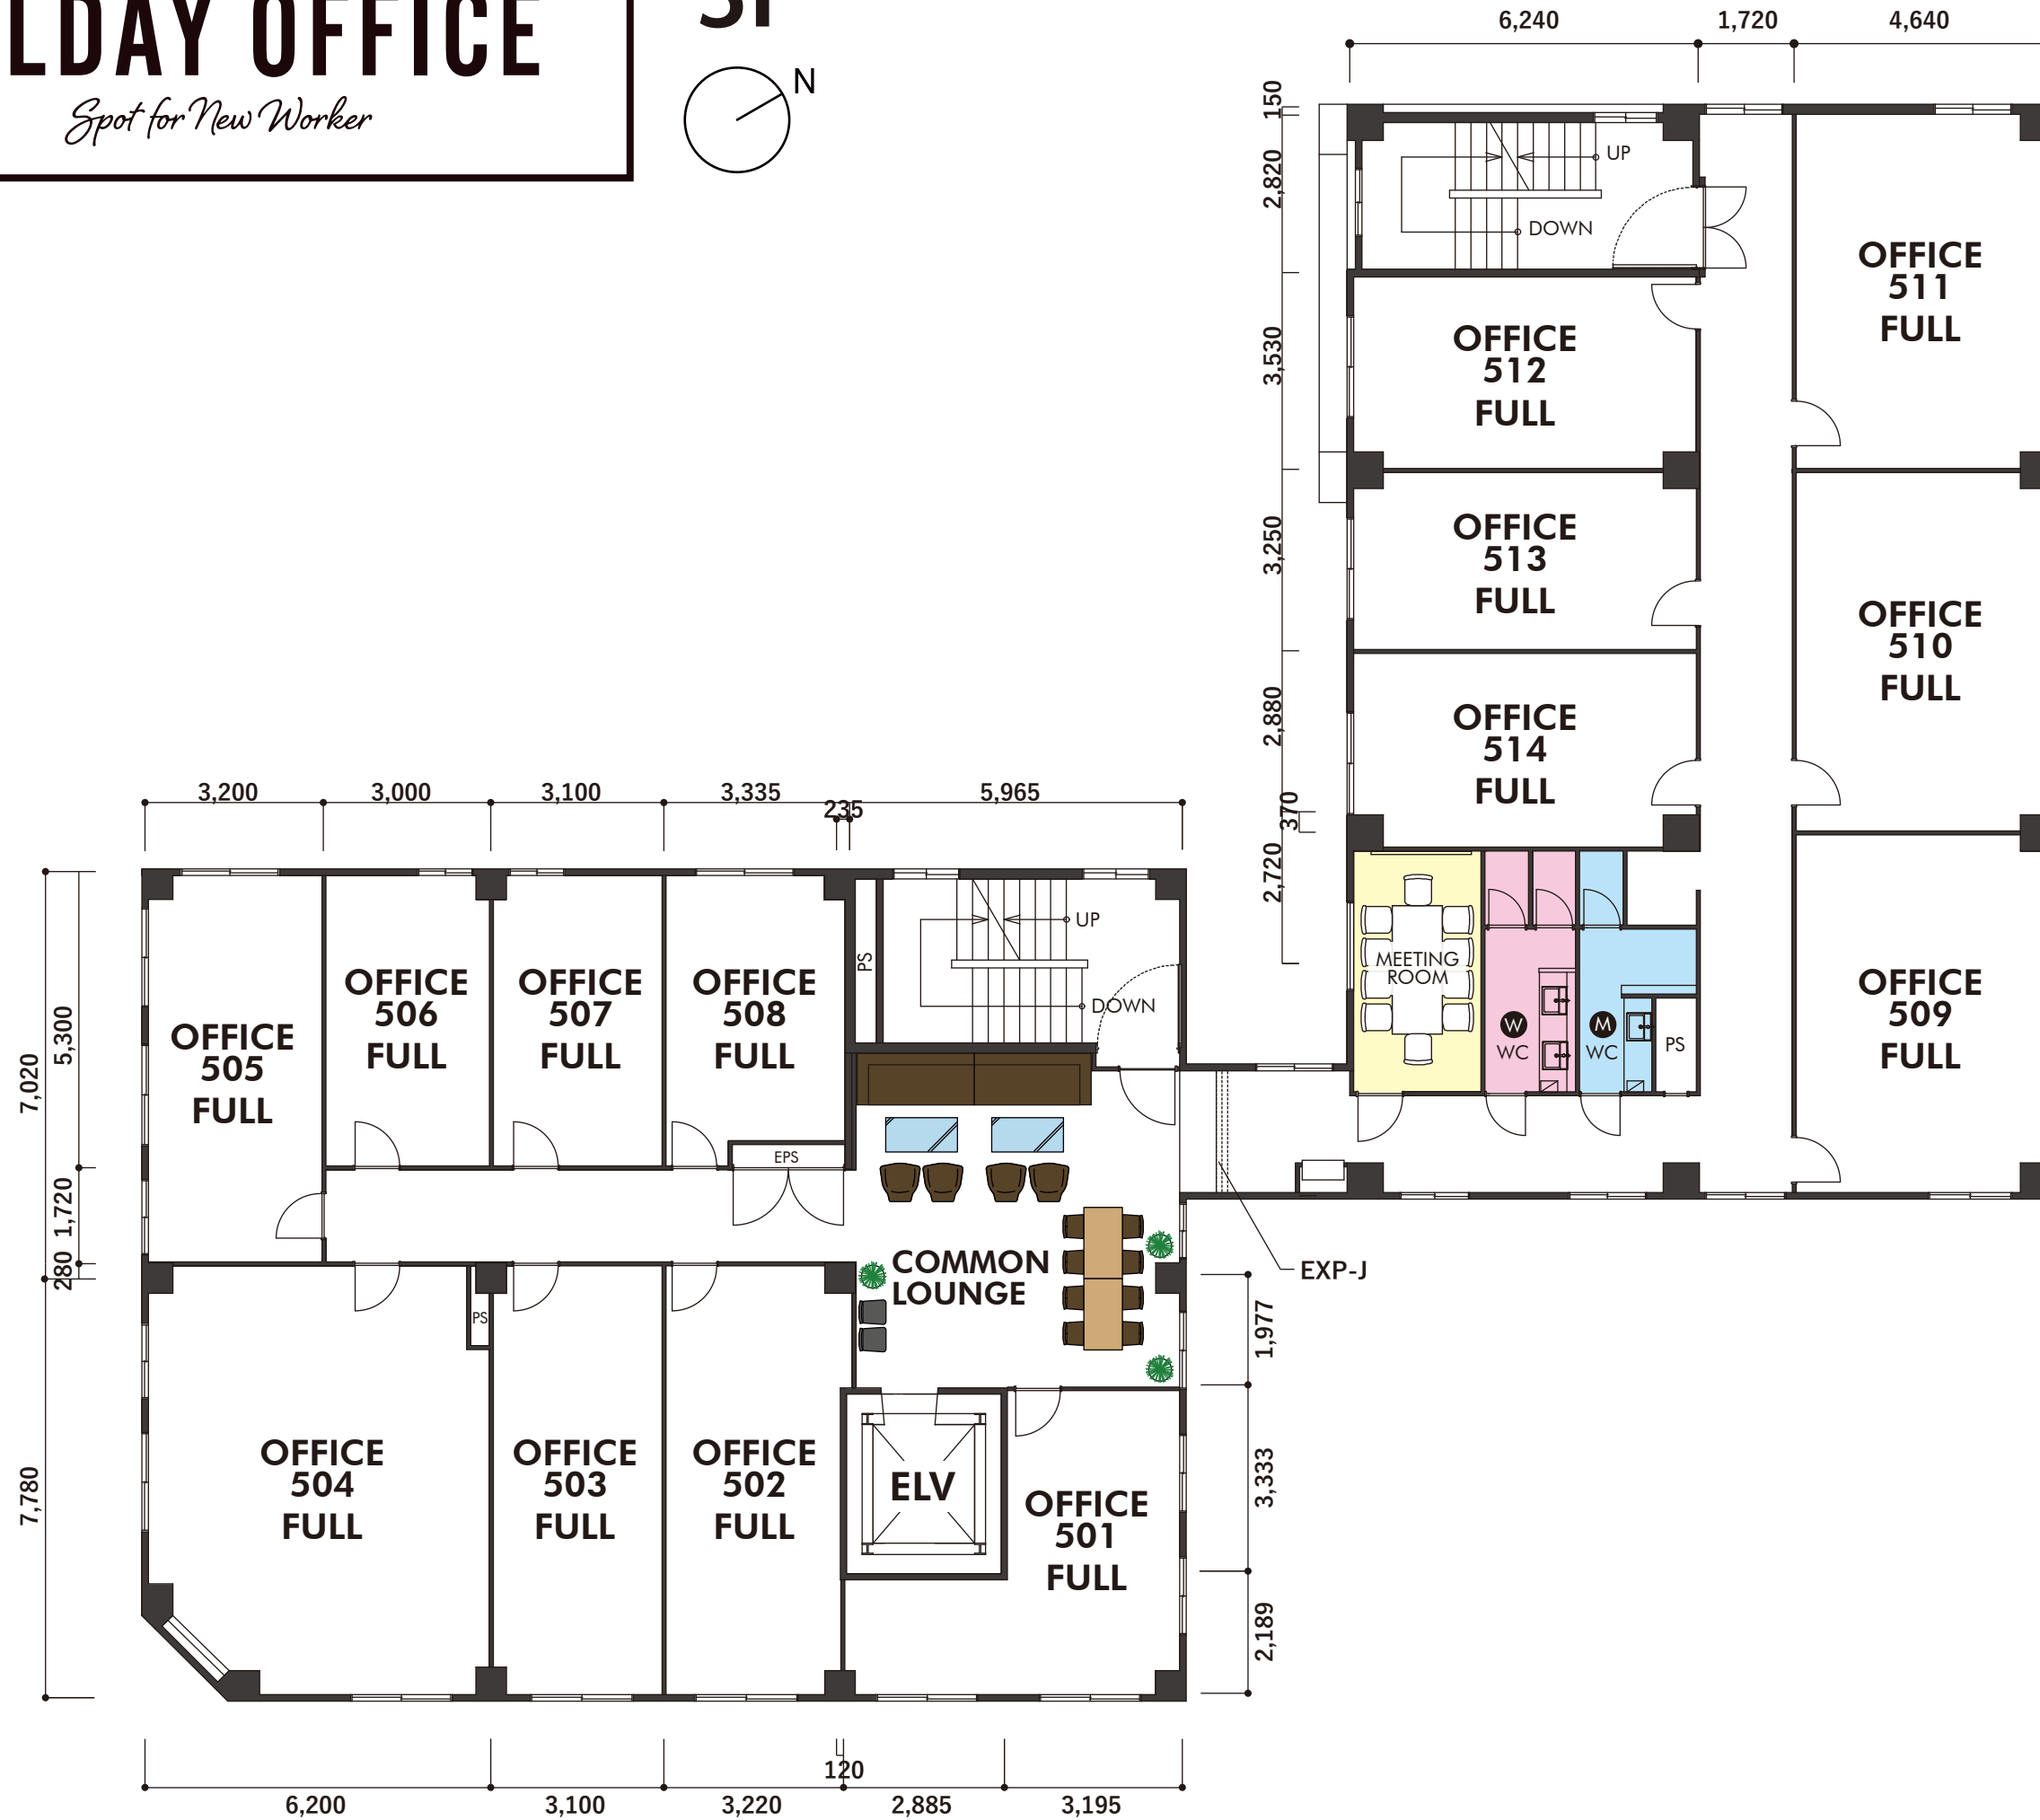 LDAY OFFICE
Spot for New Worker
N
6,240
1,720
4,640
150
2,820
3,530
3,250
2,880
370
2,720
UP
DOWN
OFFICE
511
FULL
OFFICE
512
FULL
OFFICE
513
FULL
OFFICE
510
FULL
OFFICE
514
FULL
3,200
3,000
3,100
3,335
235
5,965
7,020
5,300
1,720
280
7,780
OFFICE
505
FULL
OFFICE
506
FULL
OFFICE
507
FULL
OFFICE
508
FULL
PS
UP
DOWN
EPS
MEETING
ROOM
W
WC
M
WC
PS
OFFICE
509
FULL
COMMON
LOUNGE
EXP-J
PS
OFFICE
504
FULL
OFFICE
503
FULL
OFFICE
502
FULL
ELV
OFFICE
501
FULL
1,977
3,333
2,189
120
6,200
3,100
3,220
2,885
3,195